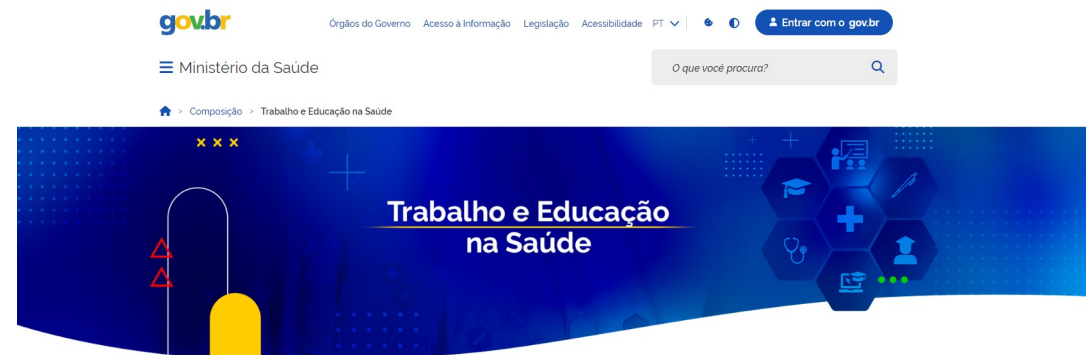 gov.br
Órgãos do Governo Acesso à Informação Legislação Acessibilidade PT Entrar com o gov.br
Ministério da Saúde
O que você procura?
> Composição > Trabalho e Educação na Saúde
Trabalho e Educação
na Saúde